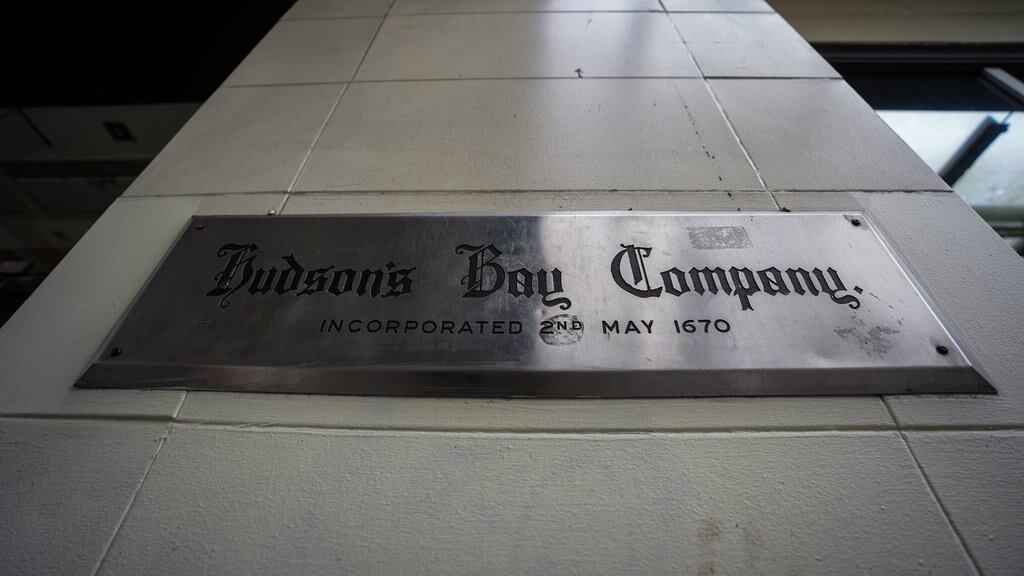 Hudson's Bay Company.
INCORPORATED 2ND MAY 1670